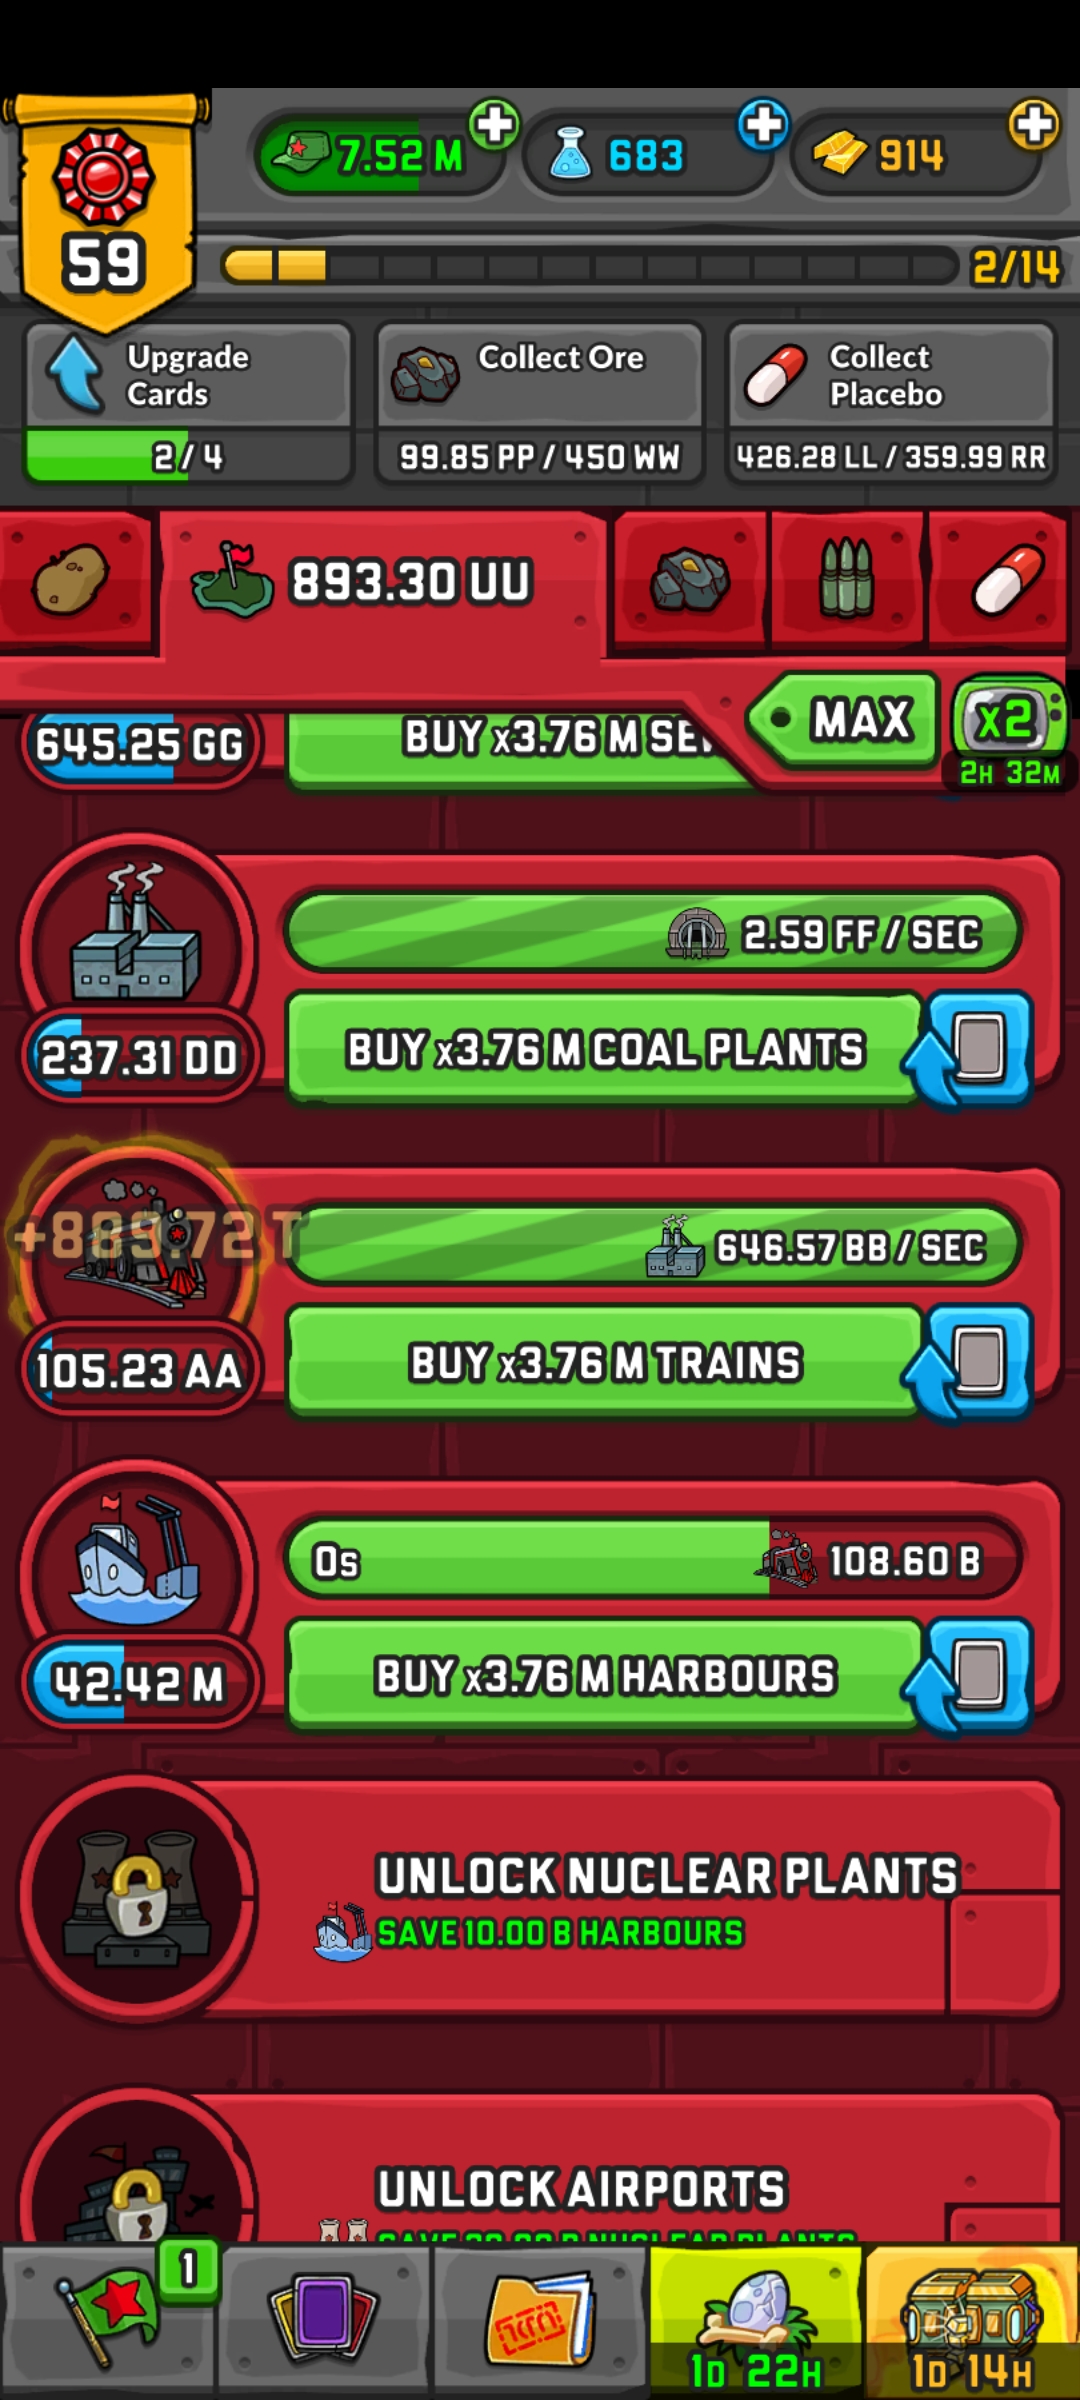 7.52 M
683
914
59
2/14
Upgrade
Cards
2/4
Collect Ore
99.85 PP / 450 WW
Collect
Placebo
426.28 LL / 359.99 RR
893.30 UU
MAX
x2
2H 32M
645.25 GG
BUY x3.76 M
2.59 FF / SEC
237.31 DD
BUY x3.76 M COAL PLANTS
+889.72 T
646.57 BB / SEC
105.23 AA
BUY x3.76 M TRAINS
0s
108.60 B
42.42 M
BUY x3.76 M HARBOURS
UNLOCK NUCLEAR PLANTS
SAVE 10.00 B HARBOURS
UNLOCK AIRPORTS
1
1D 22H
1D 14H